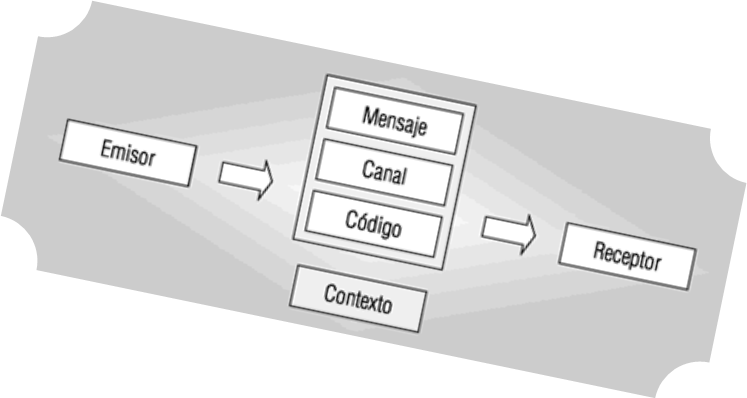 Emisor
Mensaje
Canal
Código
Contexto
Receptor